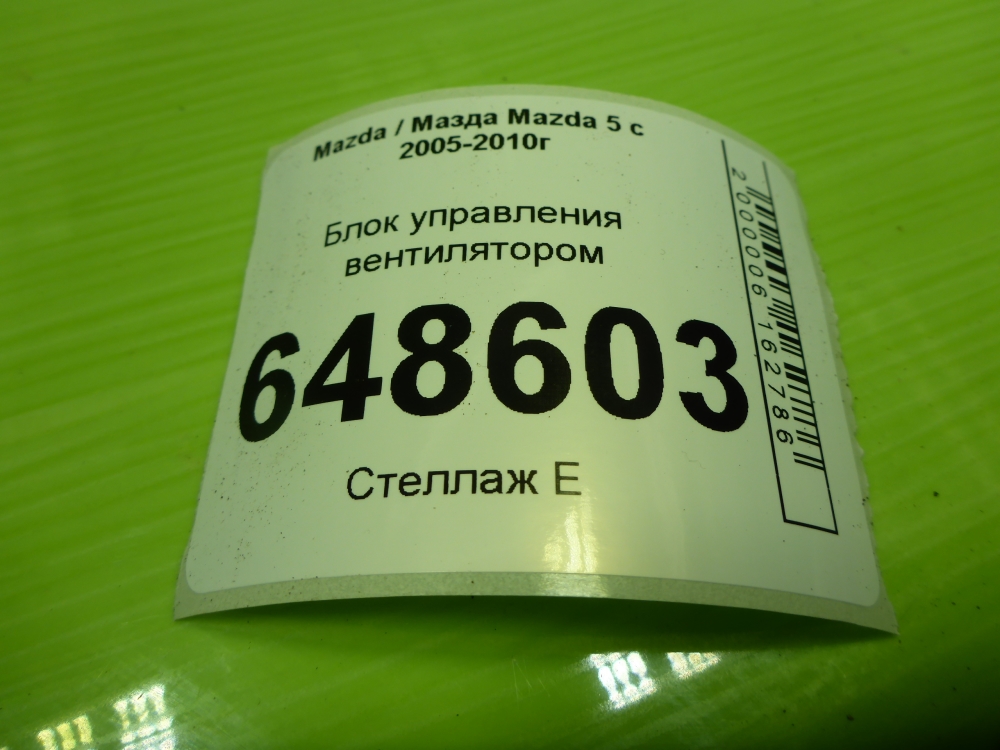 Mazda / Мазда Mazda 5 с
2005-2010г
Блок управления
вентилятором
648603
Стеллаж Е
2000006162786